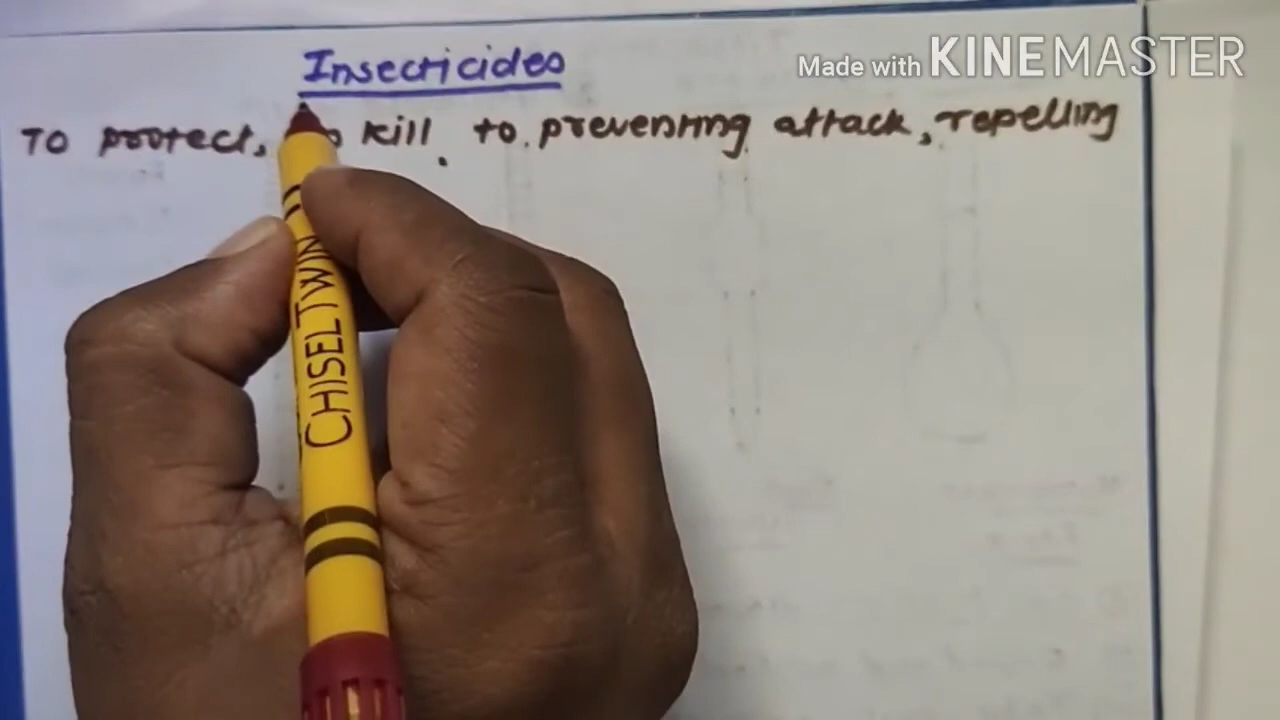 Made with KINEMASTER
Insecticides
To protect, kill, to preventing attack, repelling
CHISEL TWIN